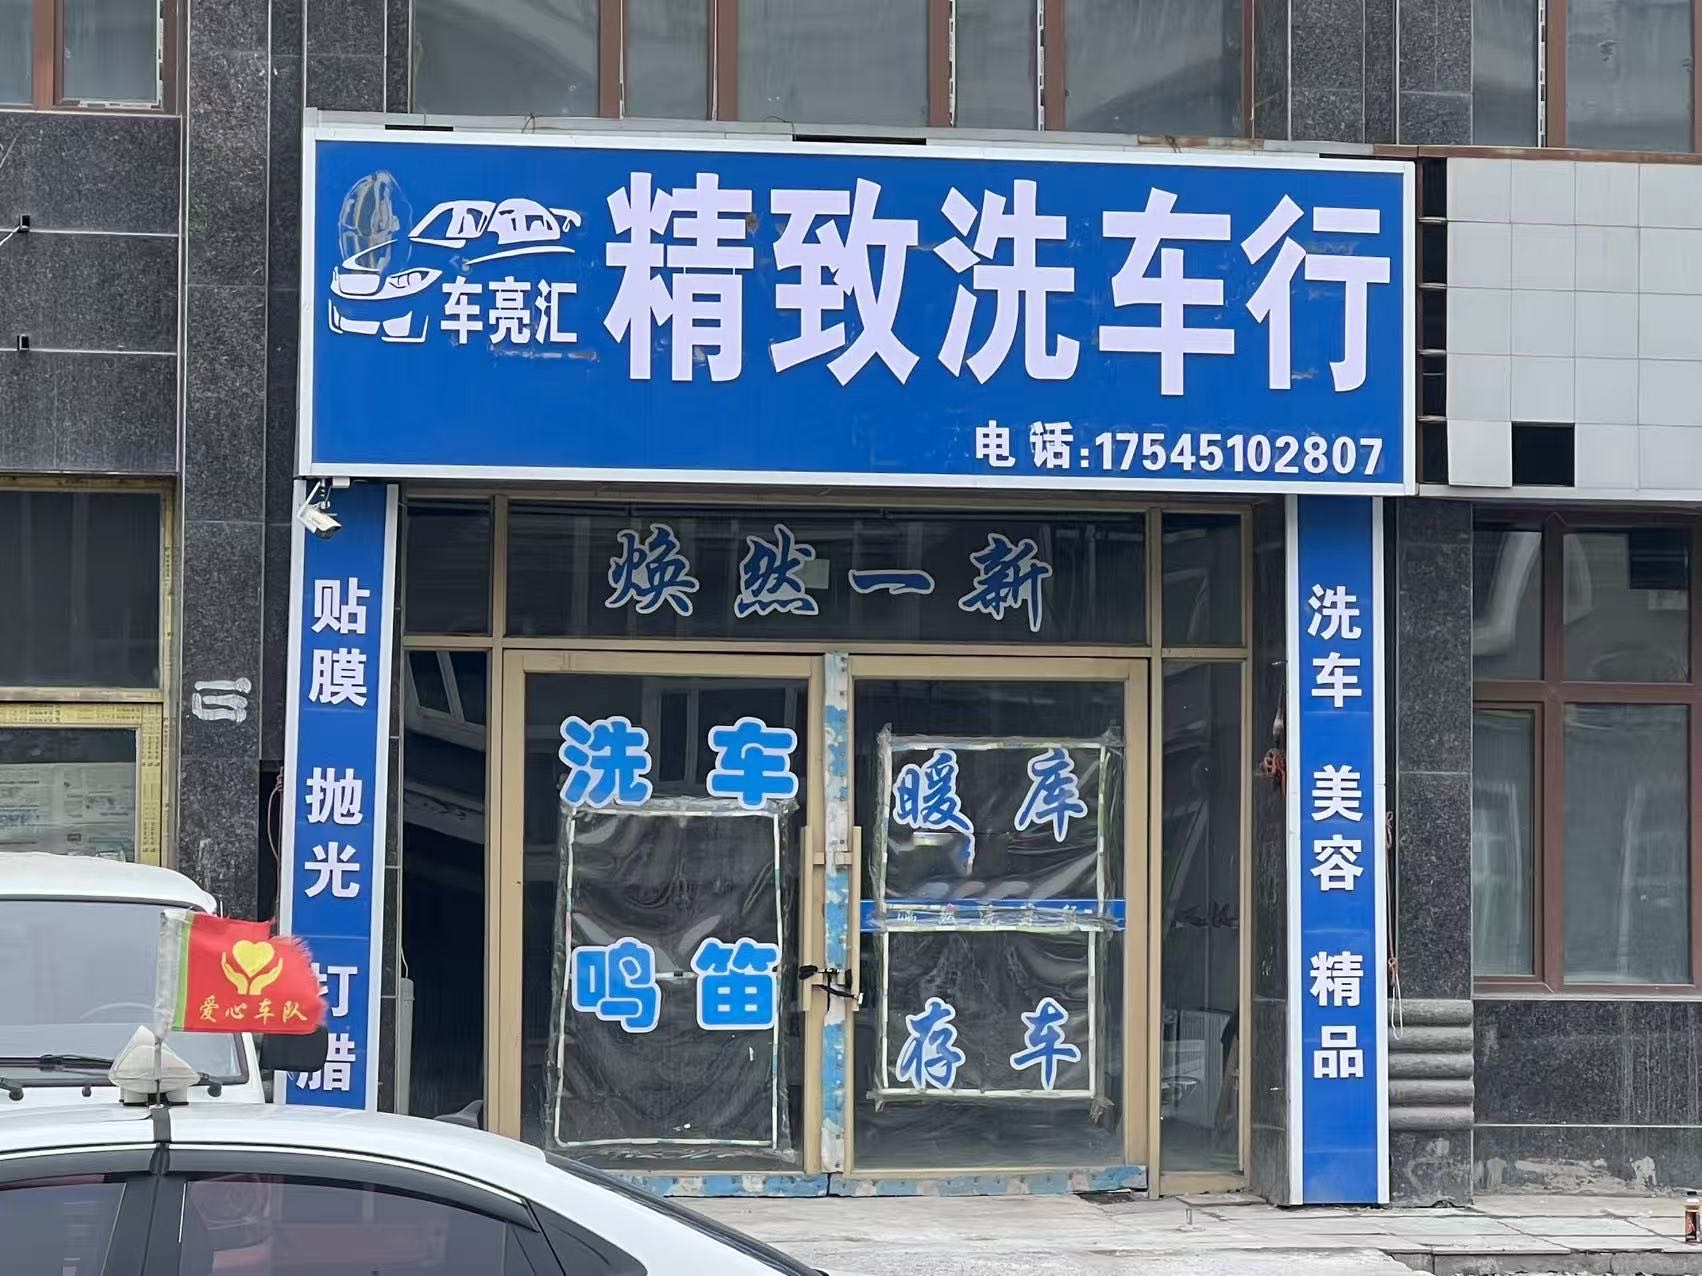 精致洗车行
车亮汇
电话:17545102807
焕然一新
贴膜 抛光 打腊
洗车 美容 精品
洗车
鸣笛
暖库
存车
爱心车队